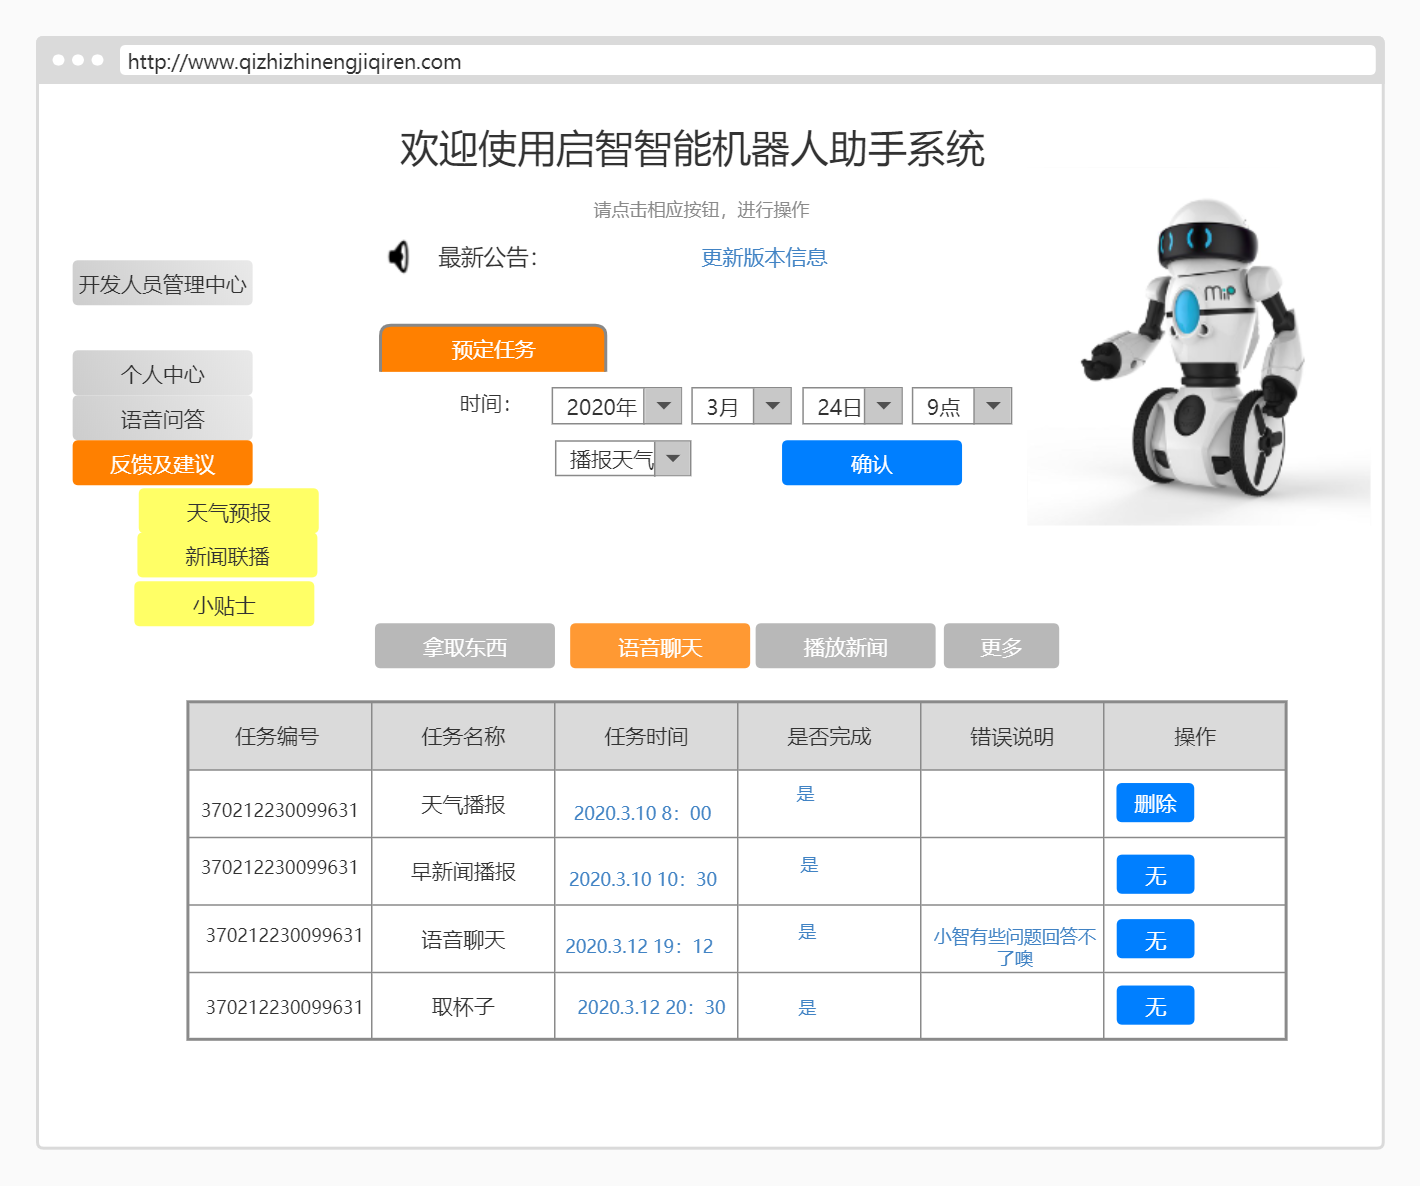 http://www.qizhizhinengjiqiren.com
欢迎使用启智智能机器人助手系统
请点击相应按钮，进行操作
最新公告：
更新版本信息
开发人员管理中心
个人中心
语音问答
反馈及建议
天气预报
新闻联播
小贴士
预定任务
时间：
2020年
3月
24日
9点
播报天气
确认
MiP
拿取东西
语音聊天
播放新闻
更多
任务编号
任务名称
任务时间
是否完成
错误说明
操作
370212230099631
天气播报
2020.3.10 8：00
是
删除
370212230099631
早新闻播报
2020.3.10 10：30
是
无
370212230099631
语音聊天
2020.3.12 19：12
是
小智有些问题回答不
了噢
无
370212230099631
取杯子
2020.3.12 20：30
是
无